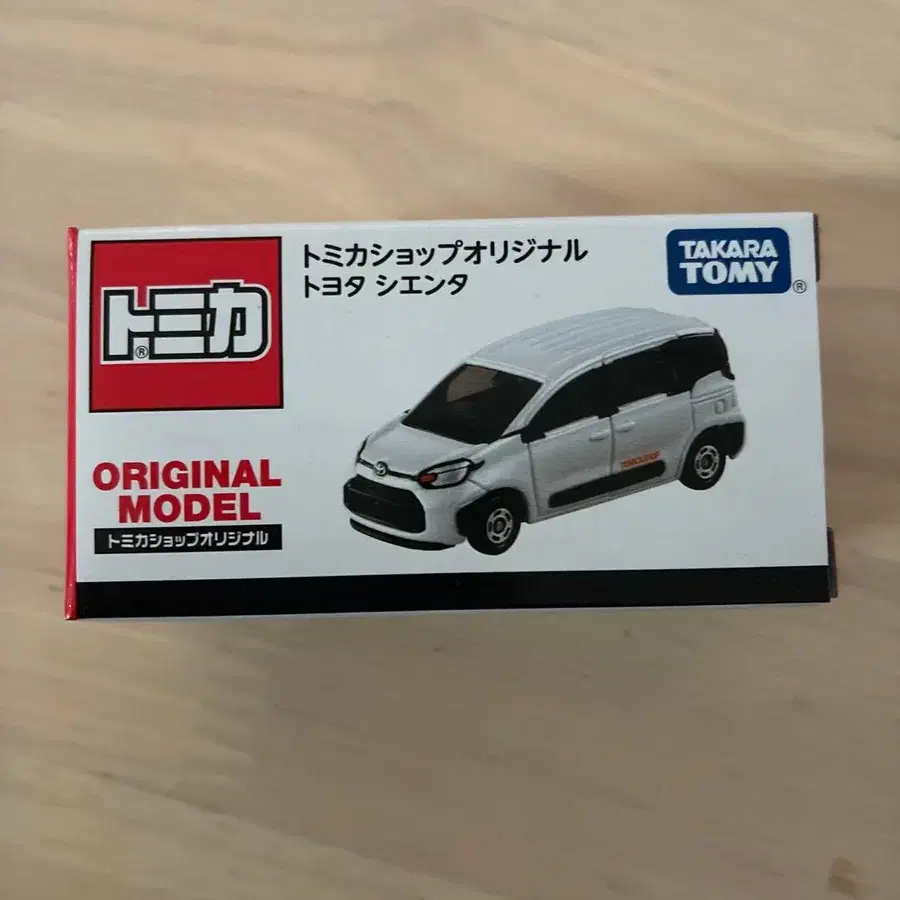 トミカショップオリジナル
トヨタ シエンタ
TAKARA
TOMY
®
トミカ
®
ORIGINAL
MODEL
トミカショップオリジナル